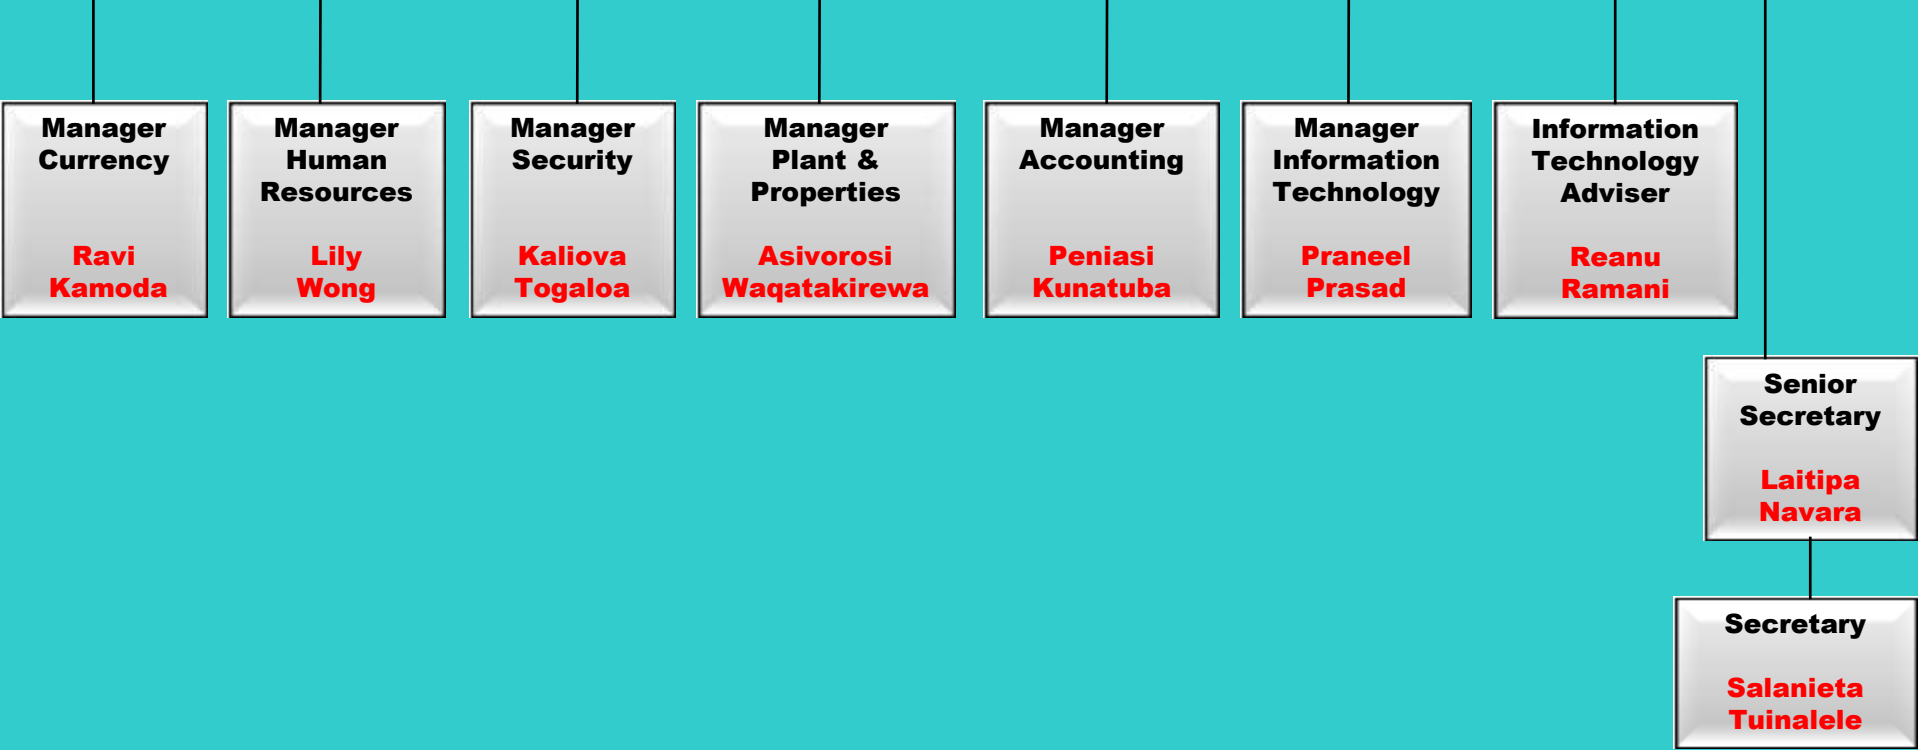 Manager
Currency
Ravi
Kamoda
Manager
Human
Resources
Lily
Wong
Manager
Security
Kaliova
Togaloa
Manager
Plant &
Properties
Asivorosi
Waqatakirewa
Manager
Accounting
Peniasi
Kunatuba
Manager
Information
Technology
Praneel
Prasad
Information
Technology
Adviser
Reanu
Ramani
Senior
Secretary
Laitipa
Navara
Secretary
Salanieta
Tuinalele